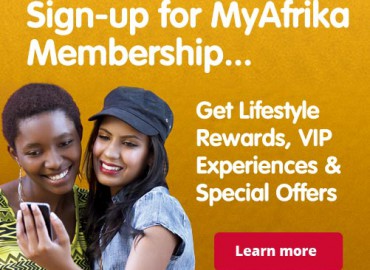 Sign-up for MyAfrika
Membership...
Get Lifestyle
Rewards, VIP
Experiences &
Special Offers
Learn more